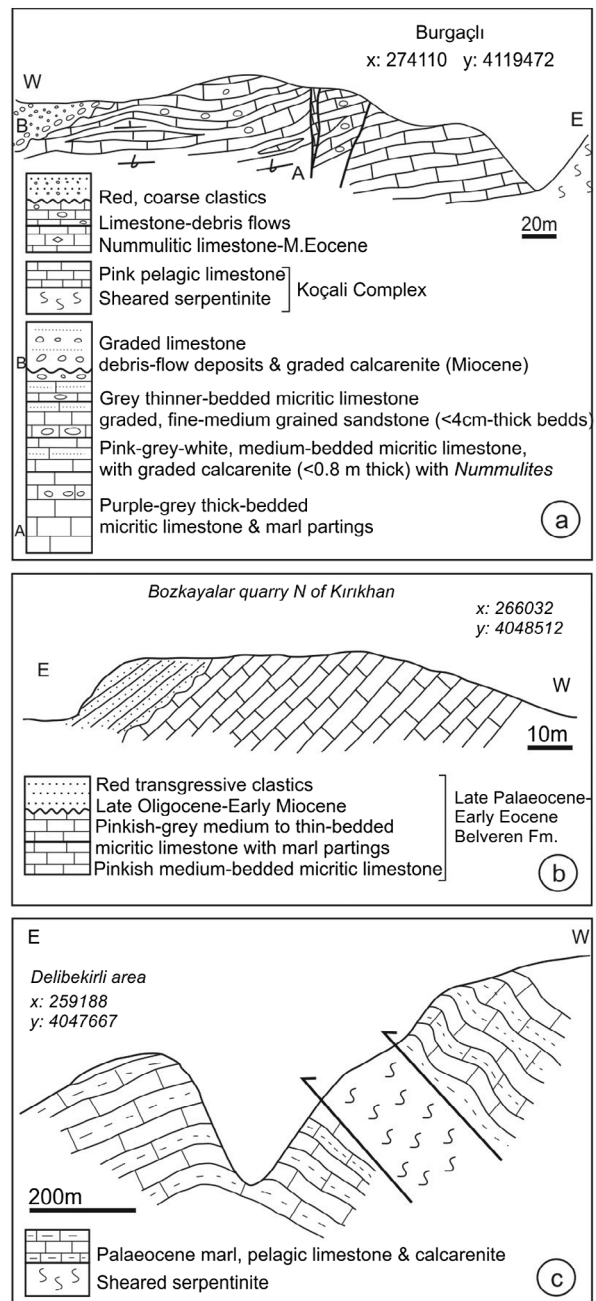 Burgaçlı
x: 274110 y: 4119472
W
E
B
A
20m
Red, coarse clastics
Limestone-debris flows
Nummulitic limestone-M.Eocene
Pink pelagic limestone
Sheared serpentinite
Koçali Complex
B
A
Graded limestone
debris-flow deposits & graded calcarenite (Miocene)
Grey thinner-bedded micritic limestone
graded, fine-medium grained sandstone (<4cm-thick bedds)
Pink-grey-white, medium-bedded micritic limestone,
with graded calcarenite (<0.8 m thick) with Nummulites
Purple-grey thick-bedded
micritic limestone & marl partings
a
Bozkayalar quarry N of Kırıkhan
x: 266032
y: 4048512
E
W
10m
Red transgressive clastics
Late Oligocene-Early Miocene
Pinkish-grey medium to thin-bedded
micritic limestone with marl partings
Pinkish medium-bedded micritic limestone
Late Palaeocene-
Early Eocene
Belveren Fm.
b
E
W
Delibekirli area
x: 259188
y: 4047667
200m
Palaeocene marl, pelagic limestone & calcarenite
Sheared serpentinite
c